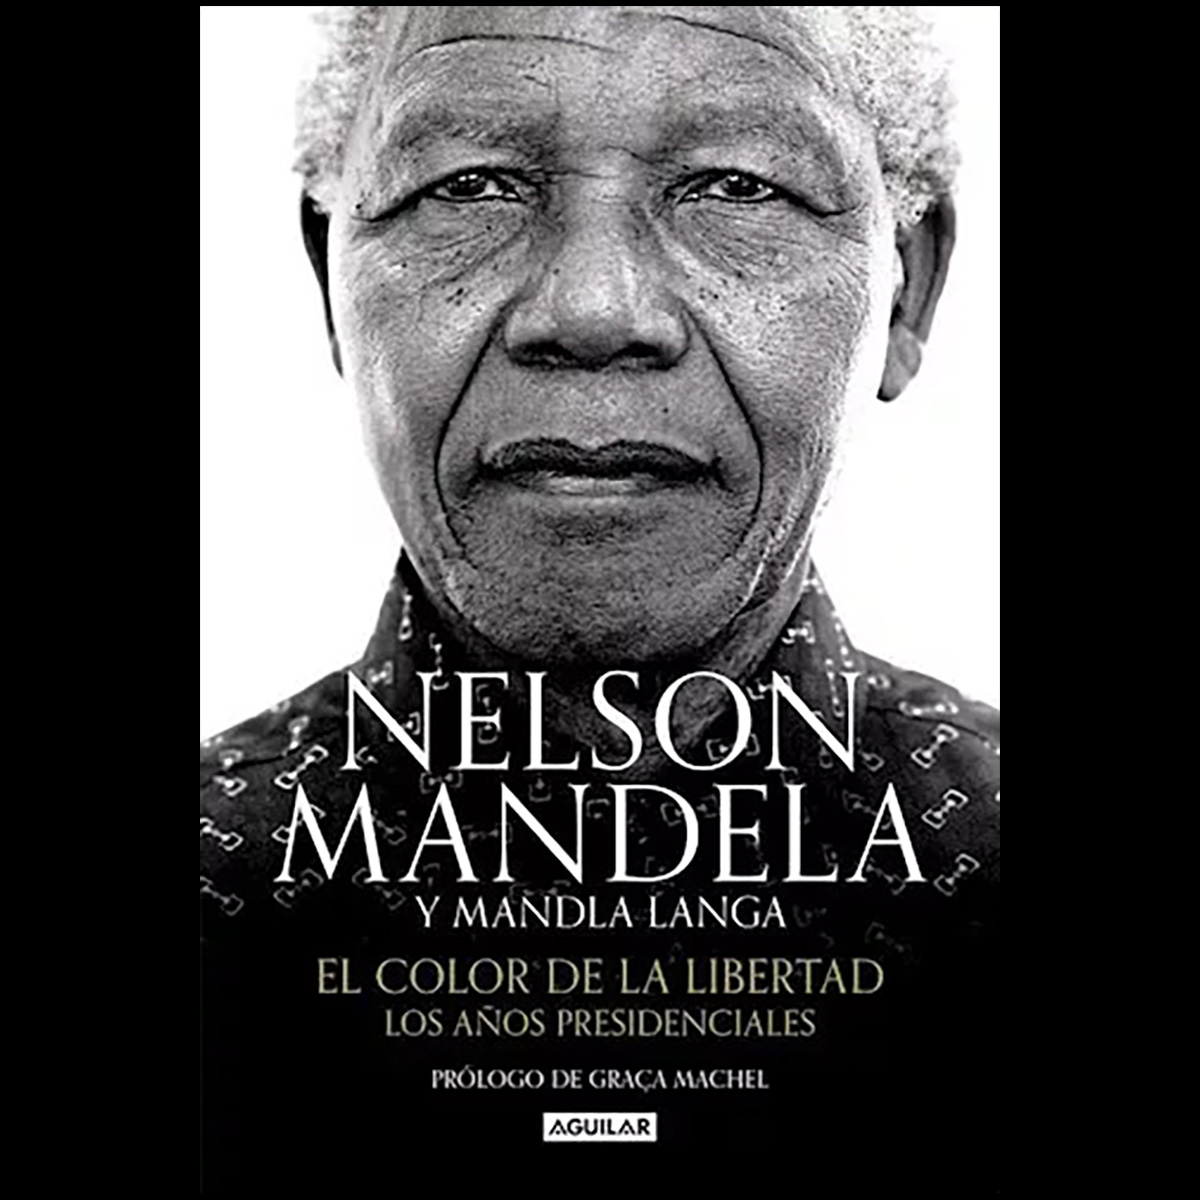 NELSON
MANDELA
Y MANDLA LANGA
EL COLOR DE LA LIBERTAD
LOS AÑOS PRESIDENCIALES
PRÓLOGO DE GRAÇA MACHEL
AGUILAR